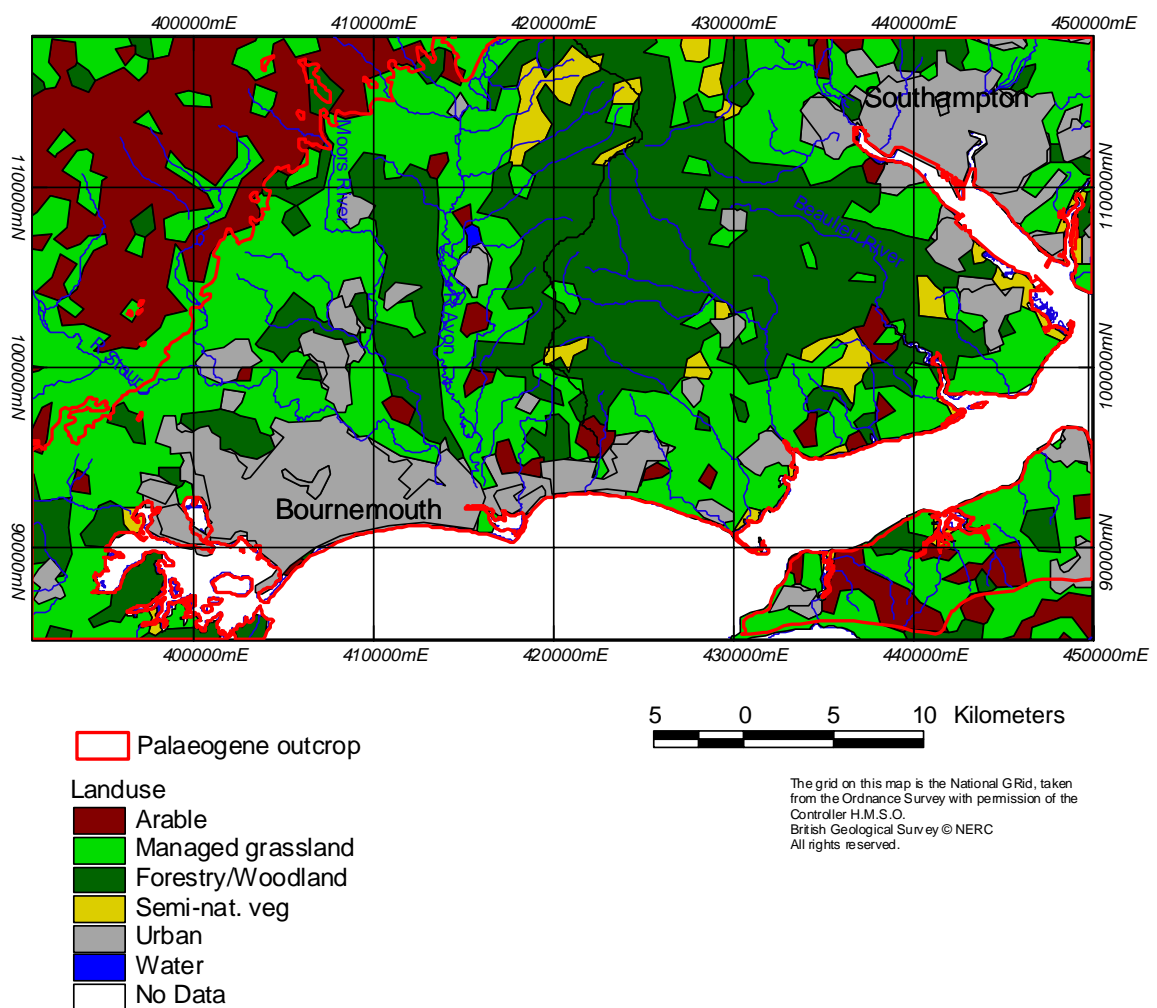 400000mE 410000mE 420000mE 430000mE 440000mE 450000mE
Southampton
110000mN
Moors River
110000mN
Beaulieu River
R Avon
100000mN
R Stour
100000mN
Bournemouth
90000mN
90000mN
400000mE 410000mE 420000mE 430000mE 440000mE 450000mE
5 0 5 10 Kilometers
Palaeogene outcrop
Landuse
Arable
Managed grassland
Forestry/Woodland
Semi-nat. veg
Urban
Water
No Data
The grid on this map is the National GRid, taken
from the Ordnance Survey with permission of the
Controller H.M.S.O.
British Geological Survey © NERC
All rights reserved.